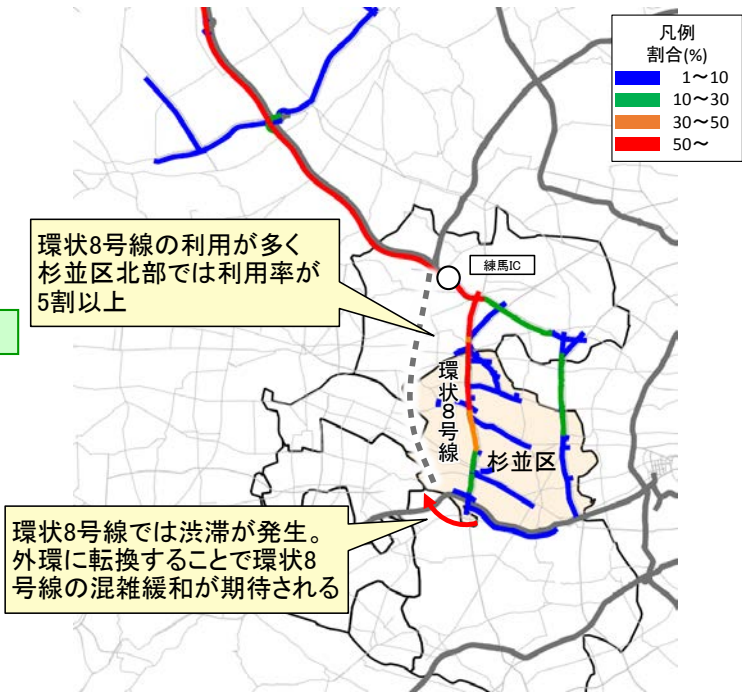 凡例
割合(%)
1～10
10～30
30～50
50～
環状8号線の利用が多く
杉並区北部では利用率が
5割以上
練馬IC
環状8号線
杉並区
環状8号線では渋滞が発生。
外環に転換することで環状8
号線の混雑緩和が期待される